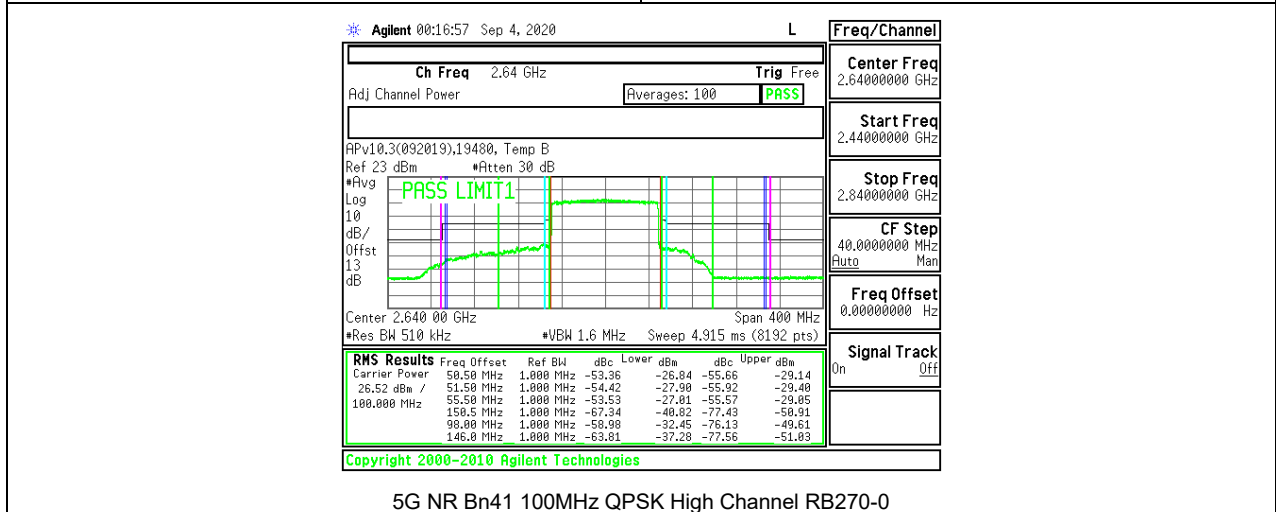 Agilent 00:16:57 Sep 4, 2020 L
Freq/Channel
Ch Freq 2.64 GHz Trig Free
Adj Channel Power Averages: 100 PASS
APv10.3(092019),19480, Temp B
Ref 23 dBm #Atten 30 dB
#Avg
Log
10
dB/
Offst
13
dB
PASS LIMIT1
Center 2.640 00 GHz Span 400 MHz
#Res BW 510 kHz #VBW 1.6 MHz Sweep 4.915 ms (8192 pts)
RMS Results Freq Offset Ref BW dBc Lower dBm dBc Upper dBm
Carrier Power 50.50 MHz 1.000 MHz -53.36 -26.84 -55.66 -29.14
26.52 dBm / 51.50 MHz 1.000 MHz -54.42 -27.90 -55.92 -29.40
100.000 MHz 55.50 MHz 1.000 MHz -53.53 -27.01 -55.57 -29.05
150.5 MHz 1.000 MHz -67.34 -40.82 -77.43 -50.91
98.00 MHz 1.000 MHz -58.98 -32.45 -76.13 -49.61
146.0 MHz 1.000 MHz -63.81 -37.28 -77.56 -51.03
Copyright 2000-2010 Agilent Technologies
Center Freq
2.64000000 GHz
Start Freq
2.44000000 GHz
Stop Freq
2.84000000 GHz
CF Step
40.0000000 MHz
Auto Man
Freq Offset
0.00000000 Hz
Signal Track
On Off
5G NR Bn41 100MHz QPSK High Channel RB270-0